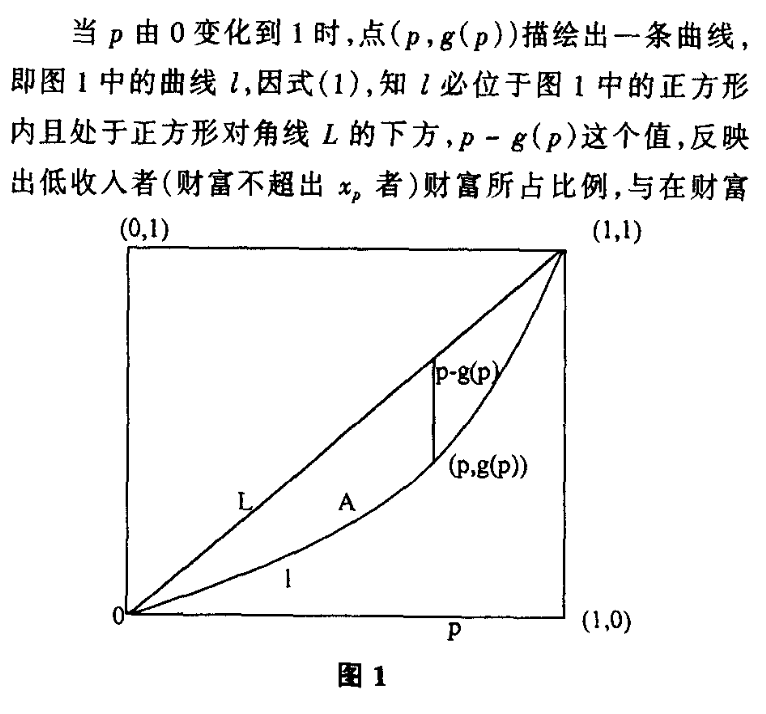 当 p 由 0 变化到 1 时,点(p,g(p))描绘出一条曲线,
即图 1 中的曲线 l,因式(1),知 l 必位于图 1 中的正方形
内且处于正方形对角线 L 的下方,p - g(p)这个值,反映
出低收入者(财富不超出 xp 者)财富所占比例,与在财富
(0,1)
(1,1)
p-g(p)
(p,g(p))
L
A
l
0
p
(1,0)
图 1